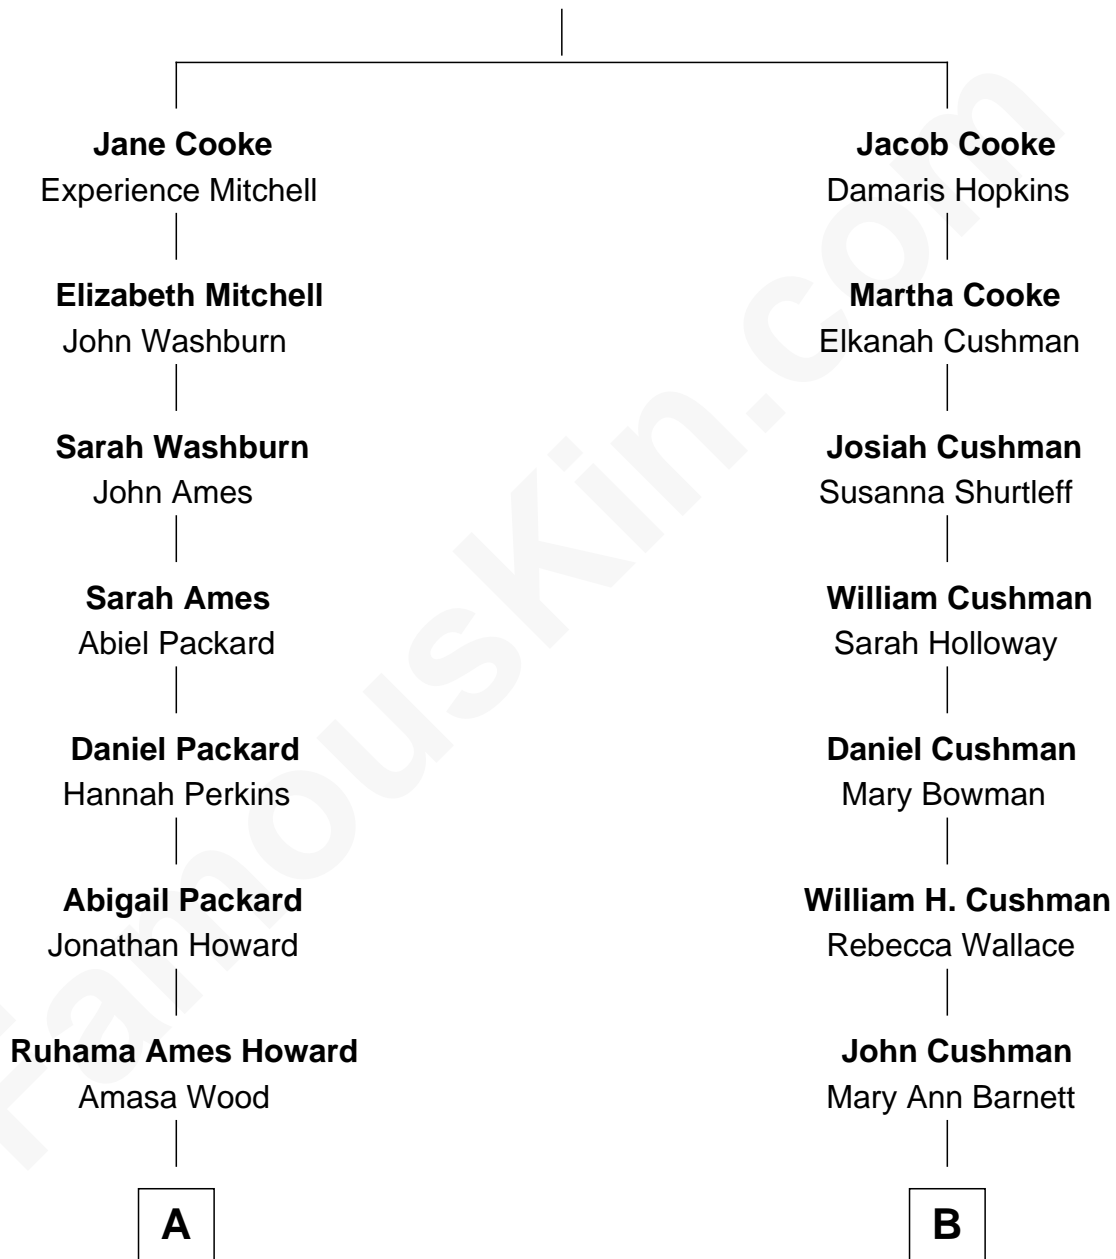 Jane Cooke
Experience Mitchell
Elizabeth Mitchell
John Washburn
Sarah Washburn
John Ames
Sarah Ames
Abiel Packard
Daniel Packard
Hannah Perkins
Abigail Packard
Jonathan Howard
Ruhama Ames Howard
Amasa Wood
A
Jacob Cooke
Damaris Hopkins
Martha Cooke
Elkanah Cushman
Josiah Cushman
Susanna Shurtleff
William Cushman
Sarah Holloway
Daniel Cushman
Mary Bowman
William H. Cushman
Rebecca Wallace
John Cushman
Mary Ann Barnett
B
FamousKin.com